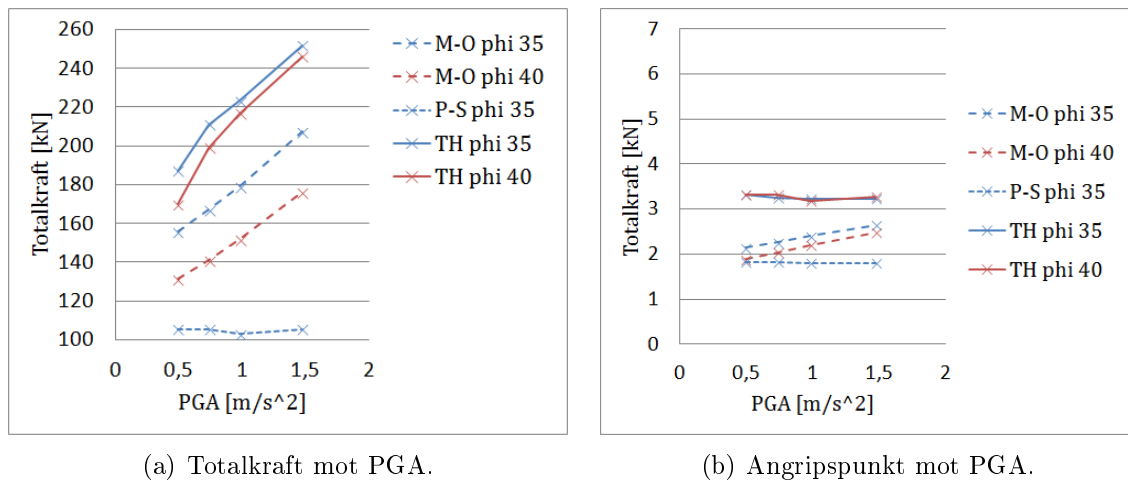 260
240
220
200
180
160
140
120
100
0
0,5
1
1,5
2
Totalkraft [kN]
PGA [m/s^2]
M-O phi 35
M-O phi 40
P-S phi 35
TH phi 35
TH phi 40
(a) Totalkraft mot PGA.
7
6
5
4
3
2
1
0
0
0,5
1
1,5
2
Totalkraft [kN]
PGA [m/s^2]
M-O phi 35
M-O phi 40
P-S phi 35
TH phi 35
TH phi 40
(b) Angripspunkt mot PGA.